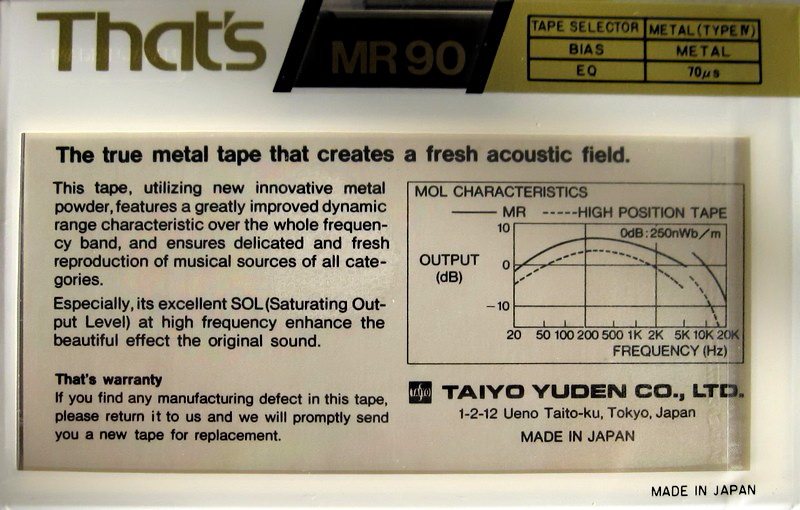 That's
MR 90
TAPE SELECTOR METAL (TYPE IV)
BIAS METAL
EQ 70µs
The true metal tape that creates a fresh acoustic field.
This tape, utilizing new innovative metal
powder, features a greatly improved dynamic
range characteristic over the whole frequen-
cy band, and ensures delicated and fresh
reproduction of musical sources of all cate-
gories.
Especially, its excellent SOL (Saturating Out-
put Level) at high frequency enhance the
beautiful effect the original sound.
That's warranty
If you find any manufacturing defect in this tape,
please return it to us and we will promptly send
you a new tape for replacement.
MOL CHARACTERISTICS
MR HIGH POSITION TAPE
0dB : 250nWb/m
OUTPUT
(dB)
10
0
-10
20 50 100 200 500 1K 2K 5K 10K 20K
FREQUENCY (Hz)
TAIYO YUDEN CO., LTD.
1-2-12 Ueno Taito-ku, Tokyo, Japan
MADE IN JAPAN
MADE IN JAPAN